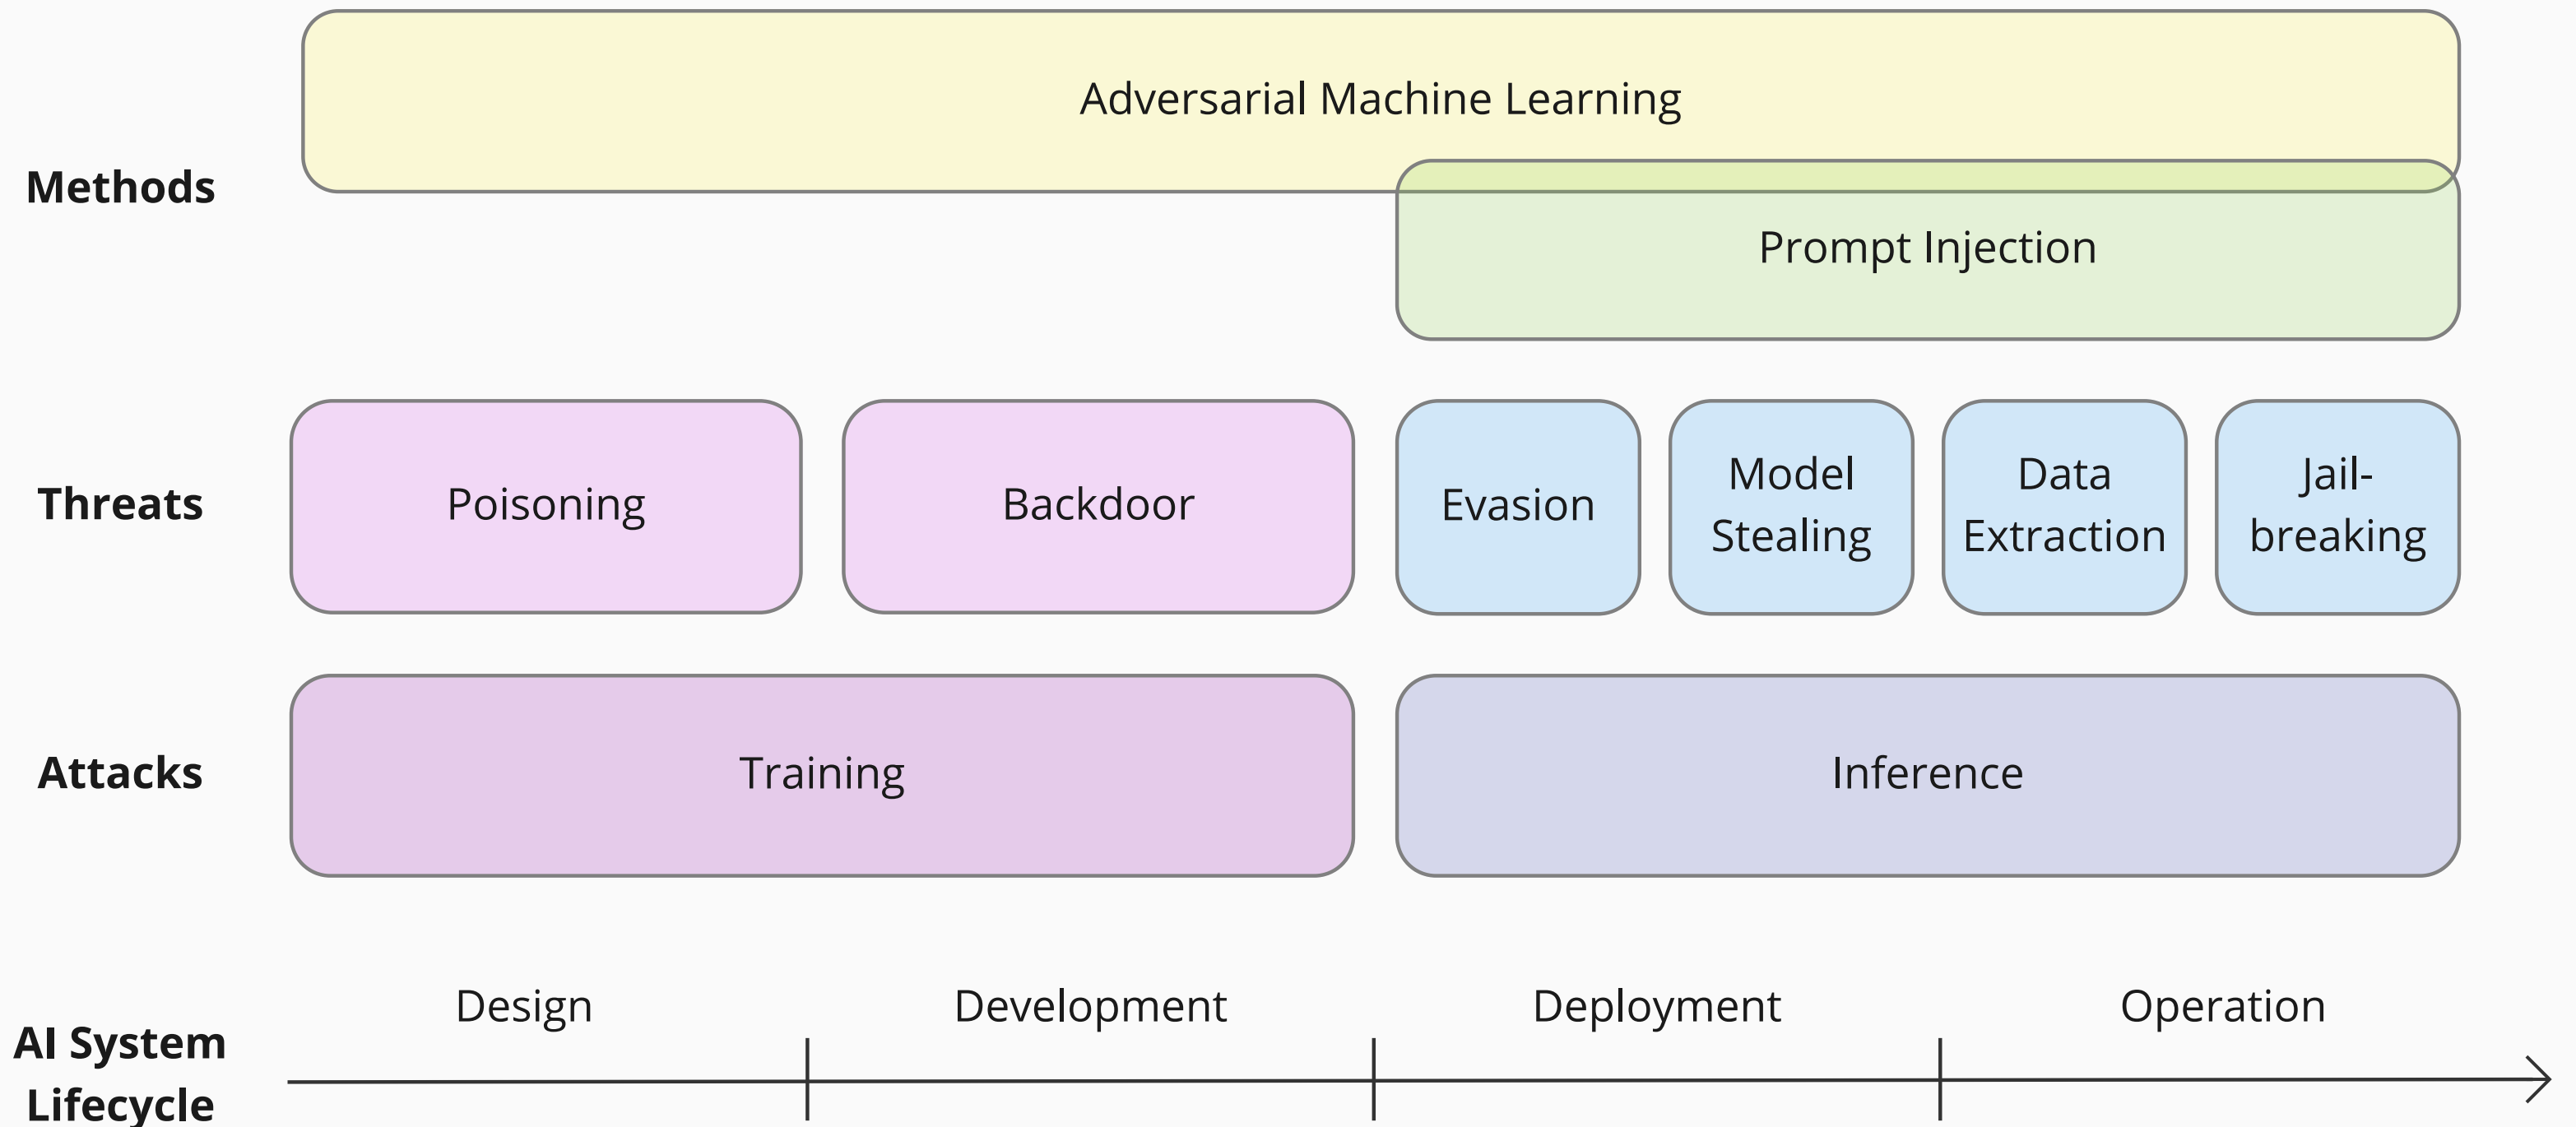 Adversarial Machine Learning
Methods
Prompt Injection
Threats
Poisoning
Backdoor
Evasion
Model
Stealing
Data
Extraction
Jail-
breaking
Attacks
Training
Inference
AI System
Lifecycle
Design
Development
Deployment
Operation